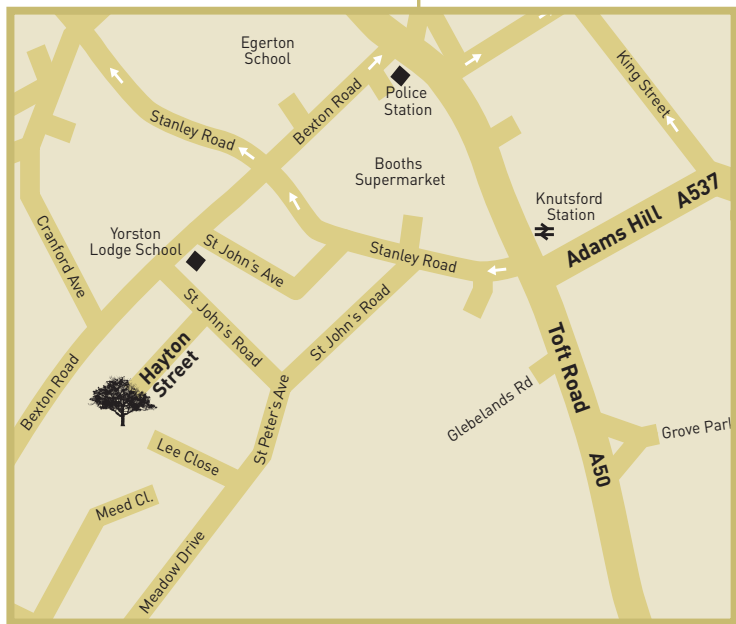 Egerton
School
King Street
Police
Station
Bexton Road
Stanley Road
Booths
Supermarket
Knutsford
Station
Adams Hill A537
Cranford Ave
Yorston
Lodge School
St John's Ave
Stanley Road
St John's Road
St John's Road
Hayton
Street
Toft Road
Bexton Road
St Peter's Ave
Glebelands Rd
Grove Park
Lee Close
A50
Meed Cl.
Meadow Drive